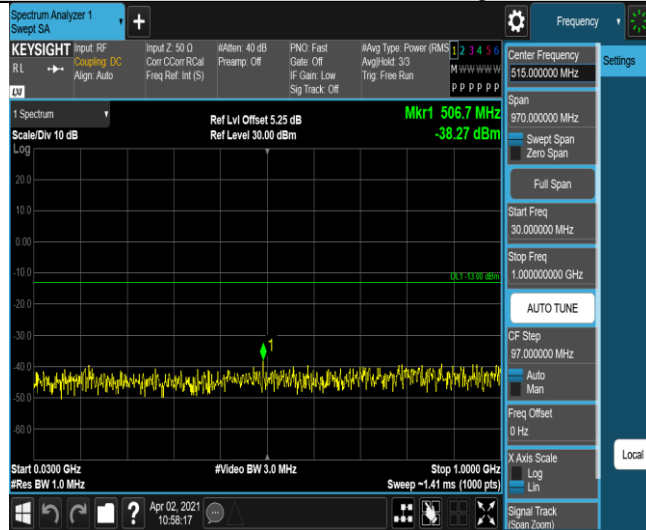 Spectrum Analyzer 1
Swept SA
Frequency
KEYSIGHT
RL
LXI
Input: RF
Coupling: DC
Align: Auto
Input Z: 50 Ω
Corr CCorr RCal
Freq Ref: Int (S)
#Atten: 40 dB
Preamp: Off
PNO: Fast
Gate: Off
IF Gain: Low
Sig Track: Off
#Avg Type: Power (RMS
Avg|Hold: 3/3
Trig: Free Run
1 2 3 4 5 6
M W W W W W
P P P P P P
1 Spectrum
Scale/Div 10 dB
Ref Lvl Offset 5.25 dB
Ref Level 30.00 dBm
Mkr1 506.7 MHz
-38.27 dBm
Log
20.0
10.0
0.00
-10.0
DL1 -13.00 dBm
-20.0
-30.0
1
-40.0
-50.0
-60.0
Start 0.0300 GHz
#Res BW 1.0 MHz
#Video BW 3.0 MHz
Stop 1.0000 GHz
Sweep ~1.41 ms (1000 pts)
Center Frequency
515.000000 MHz
Span
970.000000 MHz
Swept Span
Zero Span
Full Span
Start Freq
30.000000 MHz
Stop Freq
1.000000000 GHz
AUTO TUNE
CF Step
97.000000 MHz
Auto
Man
Freq Offset
0 Hz
X Axis Scale
Log
Lin
Signal Track
(Span Zoom)
Settings
Local
?
Apr 02, 2021
10:58:17